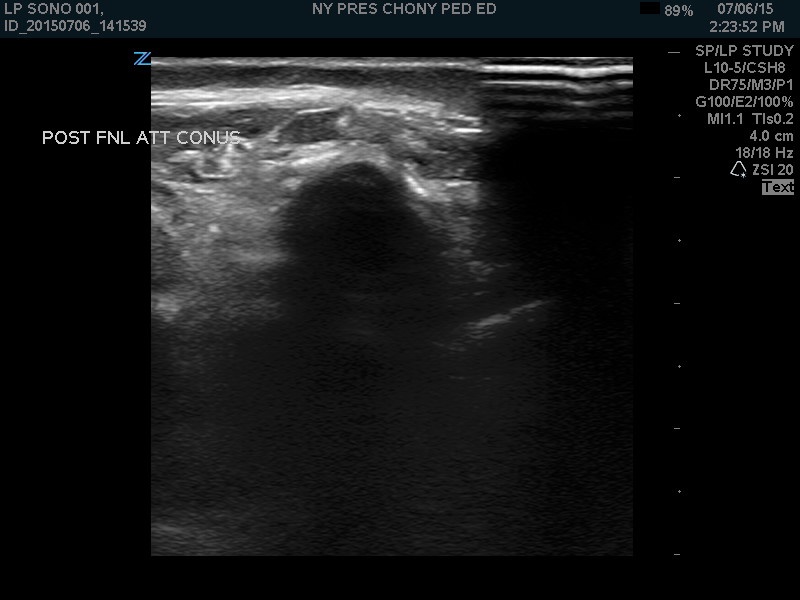 LP SONO 001,
ID_20150706_141539
NY PRES CHONY PED ED
89%
07/06/15
2:23:52 PM
SP/LP STUDY
L10-5/CSH8
DR75/M3/P1
G100/E2/100%
MI1.1 TIs0.2
4.0 cm
18/18 Hz
ZSI 20
Text
Z
POST FNL ATT CONUS